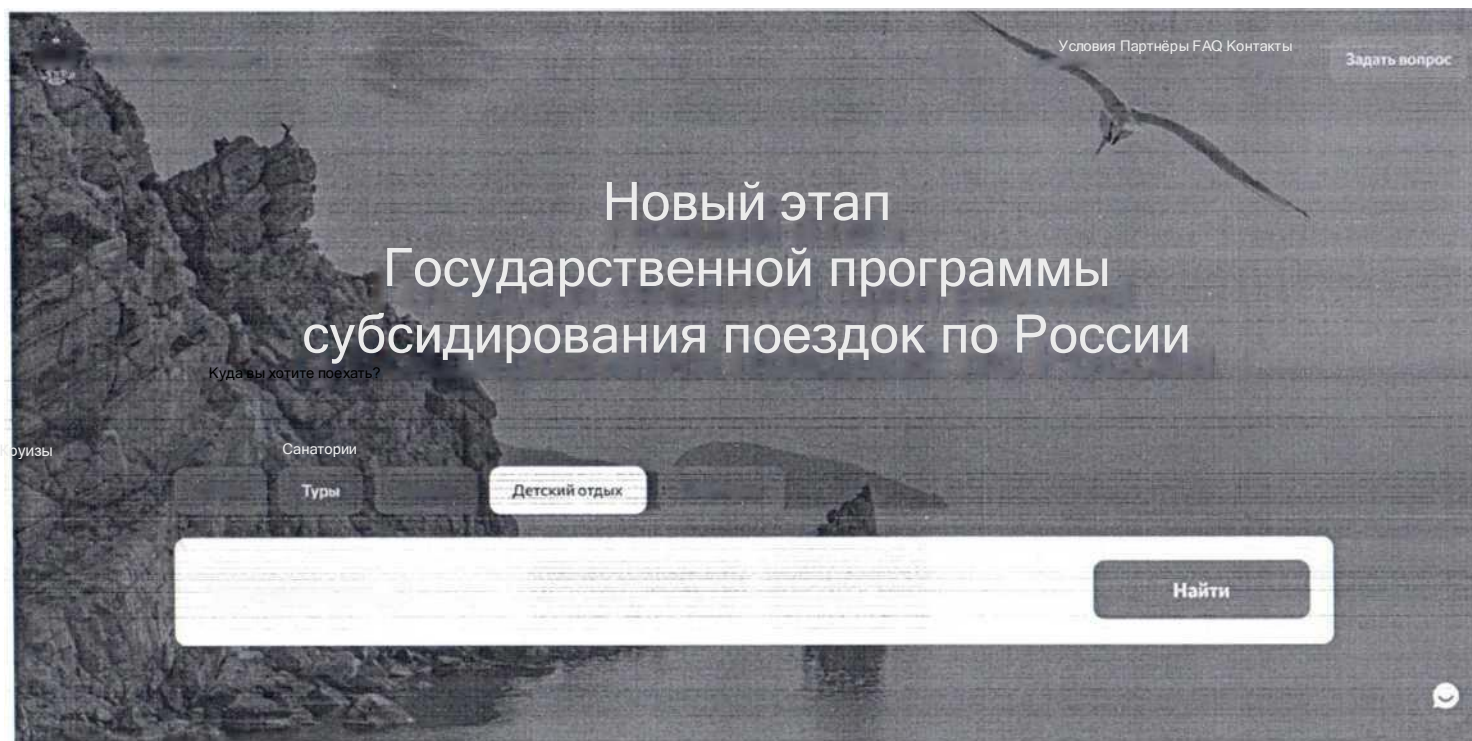 Условия Партнёры FAQ Контакты
Задать вопрос
Новый этап
Государственной программы
субсидирования поездок по России
Куда вы хотите поехать?
Круизы
Санатории
Туры
Детский отдых
Найти